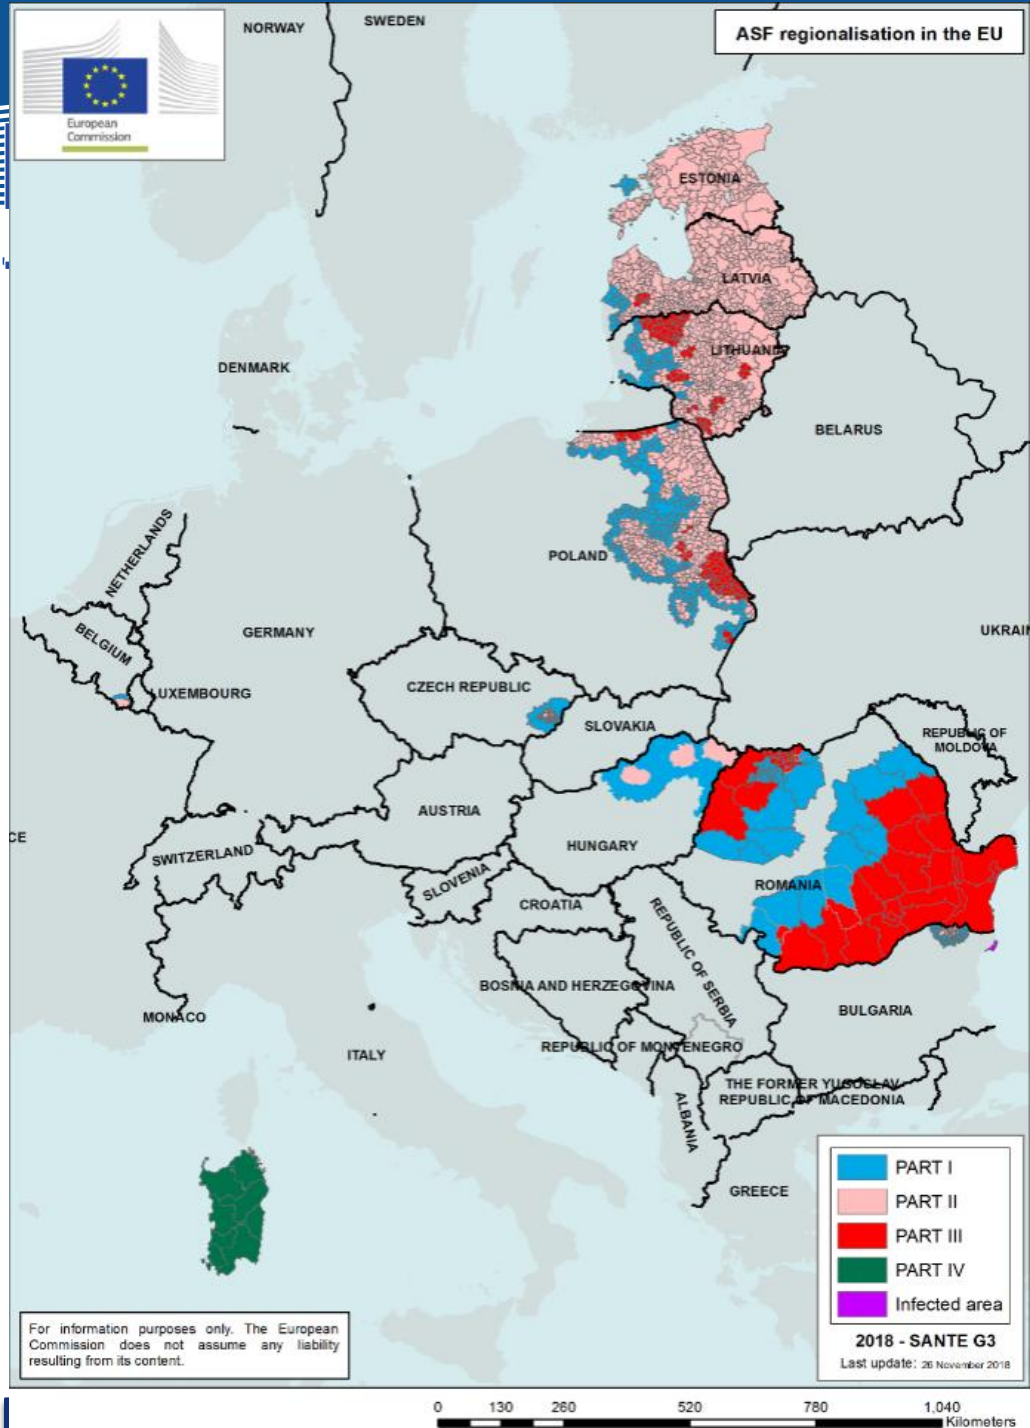 NORWAY
SWEDEN
ASF regionalisation in the EU
European
Commission
ESTONIA
LATVIA
LITHUANIA
DENMARK
BELARUS
NETHERLANDS
POLAND
BELGIUM
GERMANY
UKRAIN
LUXEMBOURG
CZECH REPUBLIC
SLOVAKIA
REPUBLIC OF
MOLDOVA
AUSTRIA
CE
SWITZERLAND
HUNGARY
SLOVENIA
ROMANIA
CROATIA
REPUBLIC OF SERBIA
BOSNIA AND HERZEGOVINA
BULGARIA
MONACO
ITALY
REPUBLIC OF MONTENEGRO
THE FORMER YUGOSLAV
REPUBLIC OF MACEDONIA
ALBANIA
GREECE
PART I
PART II
PART III
PART IV
Infected area
2018 - SANTE G3
Last update: 26 November 2018
For information purposes only. The European
Commission does not assume any liability
resulting from its content.
0 130 260 520 780 1,040
Kilometers